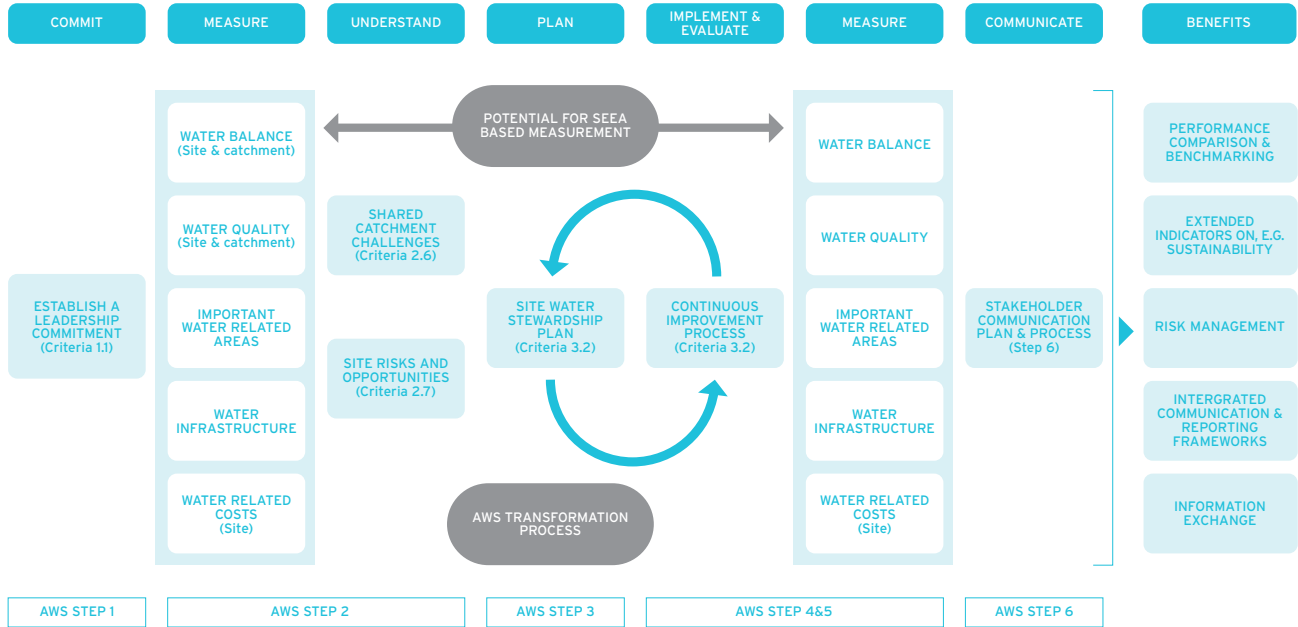 COMMIT
MEASURE
UNDERSTAND
PLAN
IMPLEMENT &
EVALUATE
MEASURE
COMMUNICATE
BENEFITS
ESTABLISH A
LEADERSHIP
COMMITMENT
(Criteria 1.1)
WATER BALANCE
(Site & catchment)
WATER QUALITY
(Site & catchment)
IMPORTANT
WATER RELATED
AREAS
WATER
INFRASTRUCTURE
WATER RELATED
COSTS
(Site)
SHARED
CATCHMENT
CHALLENGES
(Criteria 2.6)
SITE RISKS AND
OPPORTUNITIES
(Criteria 2.7)
POTENTIAL FOR SEEA
BASED MEASUREMENT
SITE WATER
STEWARDSHIP
PLAN
(Criteria 3.2)
CONTINUOUS
IMPROVEMENT
PROCESS
(Criteria 3.2)
AWS TRANSFORMATION
PROCESS
WATER BALANCE
WATER QUALITY
IMPORTANT
WATER RELATED
AREAS
WATER
INFRASTRUCTURE
WATER RELATED
COSTS
(Site)
STAKEHOLDER
COMMUNICATION
PLAN & PROCESS
(Step 6)
PERFORMANCE
COMPARISON &
BENCHMARKING
EXTENDED
INDICATORS ON, E.G.
SUSTAINABILITY
RISK MANAGEMENT
INTERGRATED
COMMUNICATION &
REPORTING
FRAMEWORKS
INFORMATION
EXCHANGE
AWS STEP 1
AWS STEP 2
AWS STEP 3
AWS STEP 4&5
AWS STEP 6